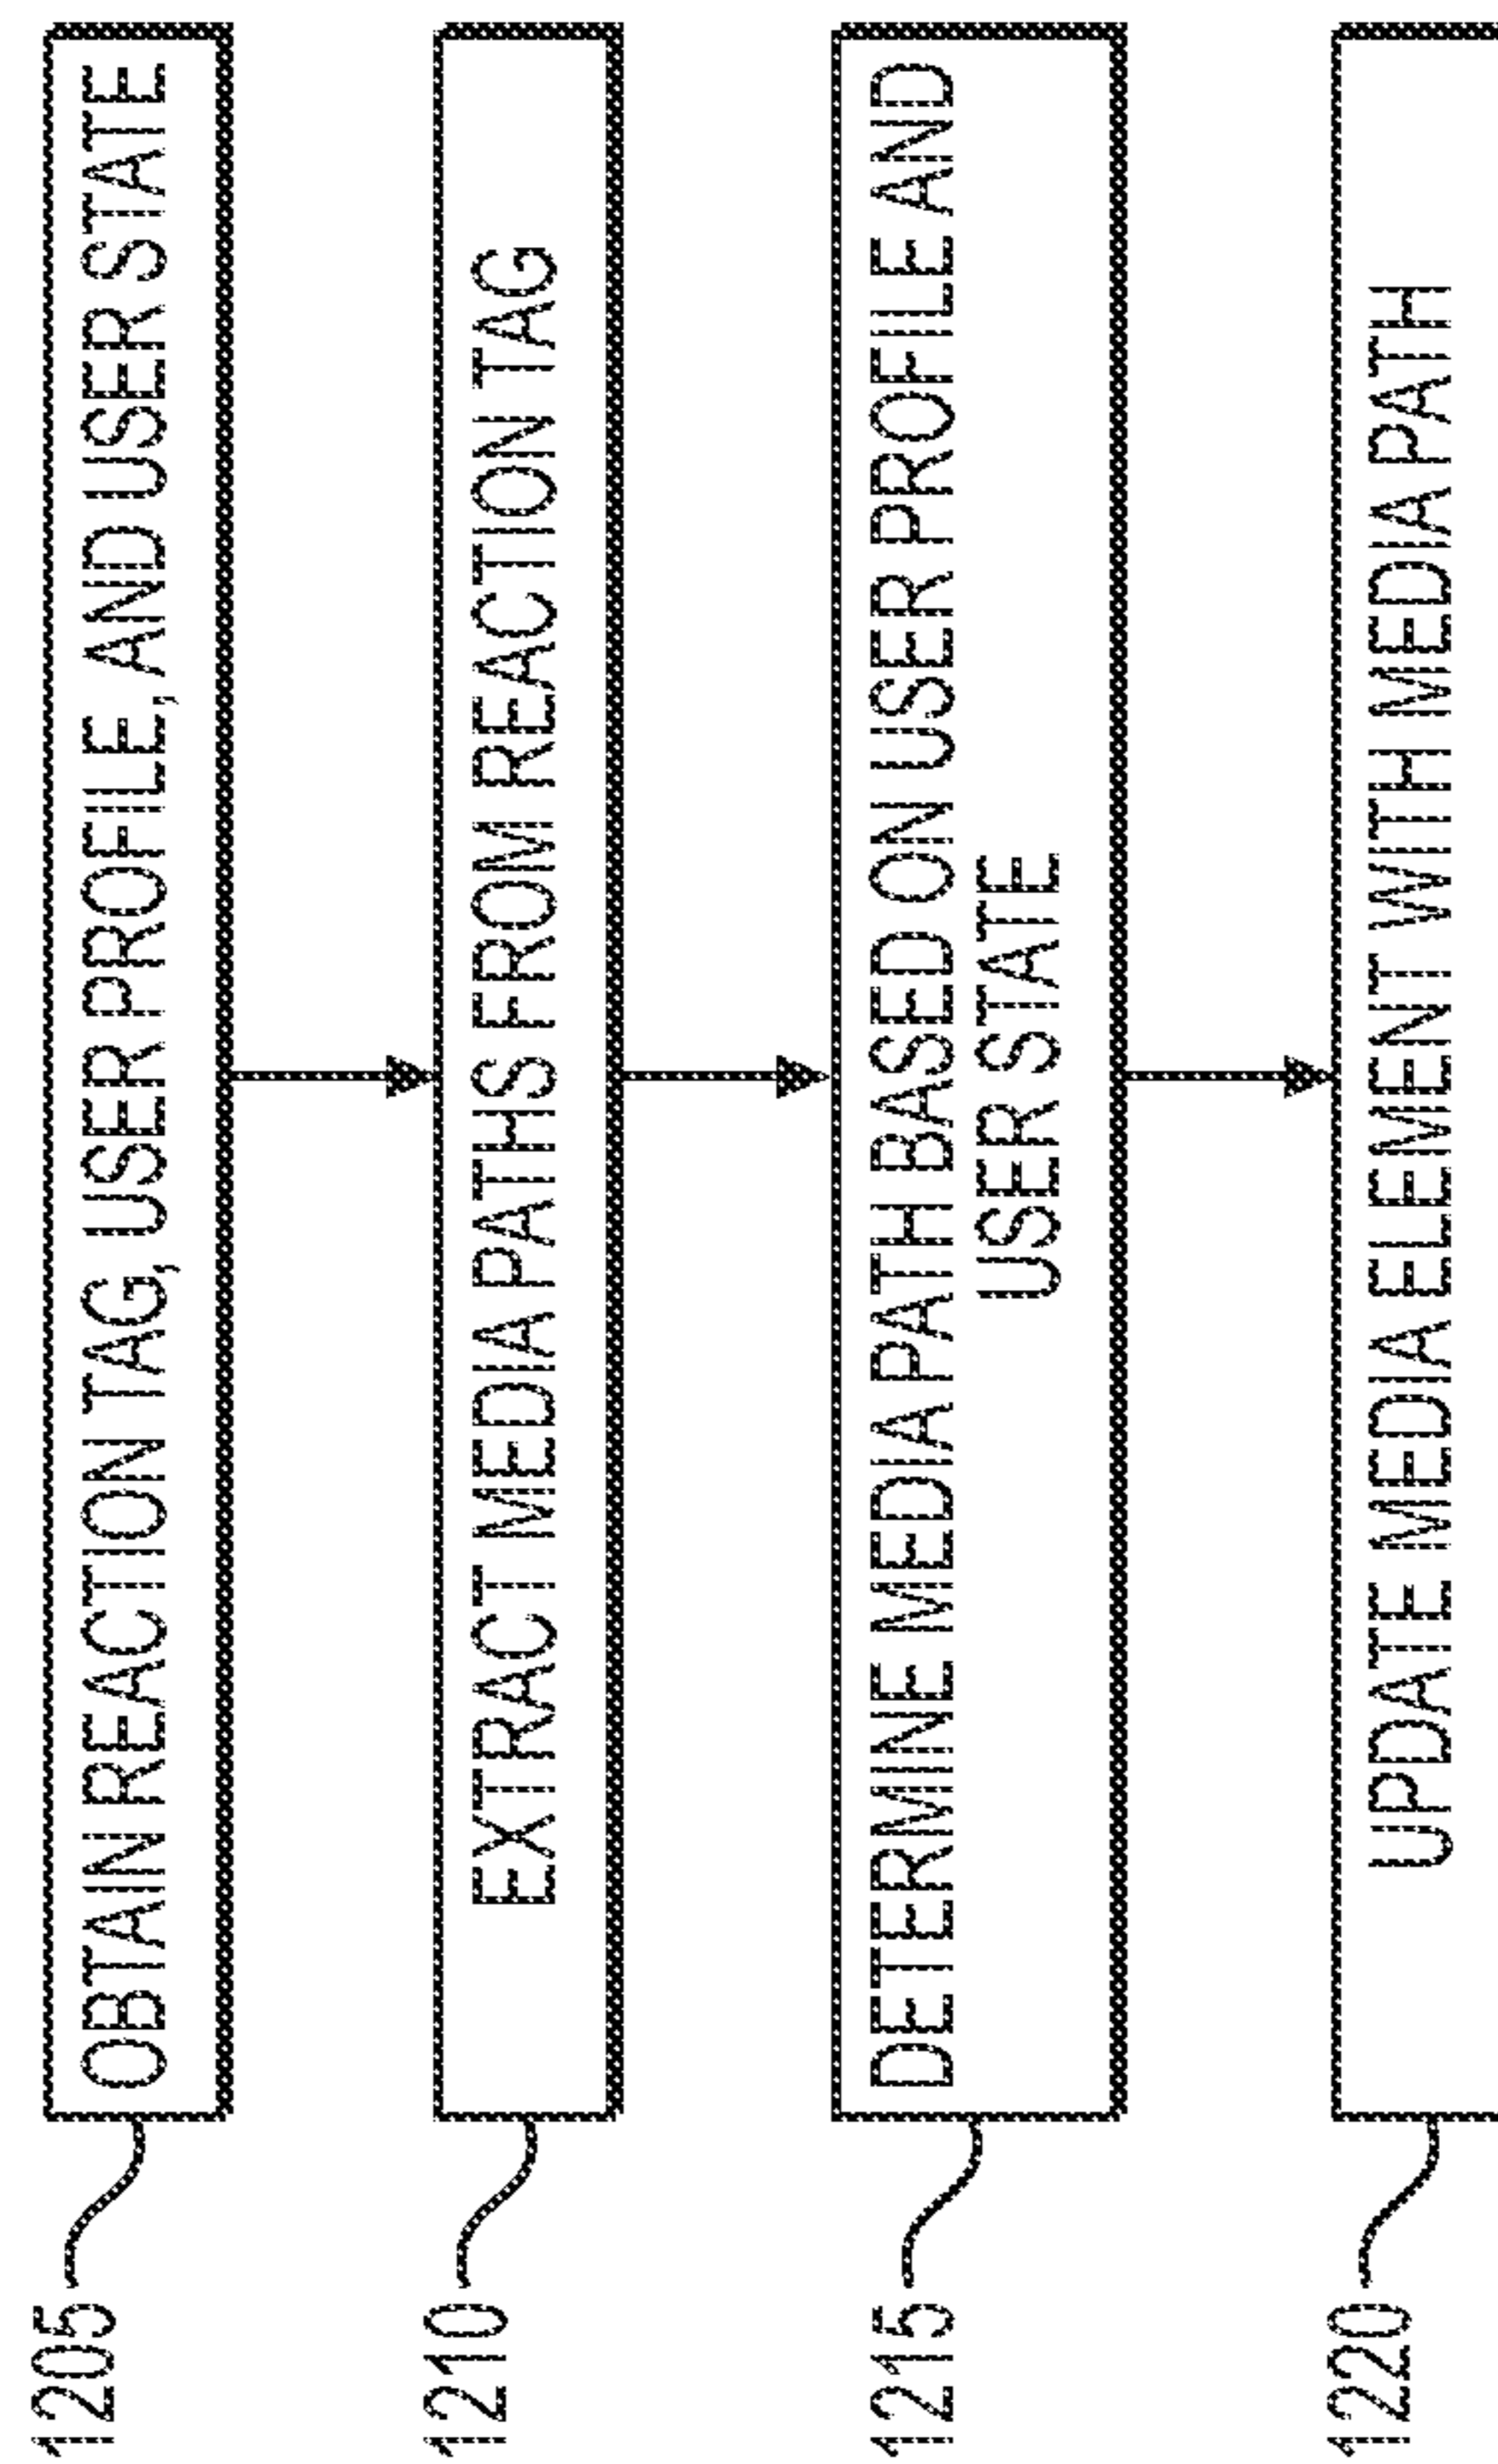 1205
OBTAIN REACTION TAG, USER PROFILE, AND USER STATE
1210
EXTRACT MEDIA PATHS FROM REACTION TAG
1215
DETERMINE MEDIA PATH BASED ON USER PROFILE AND
USER STATE
1220
UPDATE MEDIA ELEMENT WITH MEDIA PATH